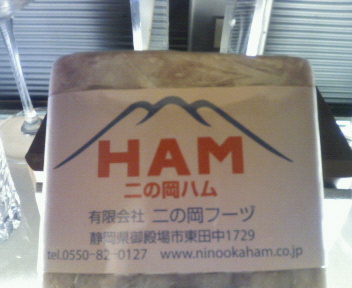 HAM
二の岡ハム
有限会社 二の岡フーヅ
静岡県御殿場市東田中1729
tel.0550-82-0127 www.ninookaham.co.jp